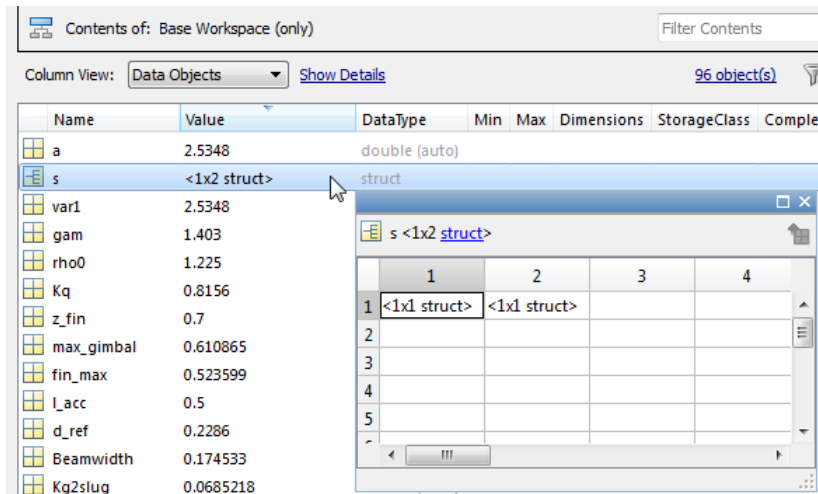 Contents of: Base Workspace (only) Filter Contents
Column View: Data Objects Show Details 96 object(s)
Name Value DataType Min Max Dimensions StorageClass Comple
a 2.5348 double (auto)
s <1x2 struct> struct
var1 2.5348
gam 1.403
rho0 1.225
Kq 0.8156
z_fin 0.7
max_gimbal 0.610865
fin_max 0.523599
l_acc 0.5
d_ref 0.2286
Beamwidth 0.174533
Kg2slug 0.0685218
s <1x2 struct>
1 2 3 4
1 <1x1 struct> <1x1 struct>
2
3
4
5